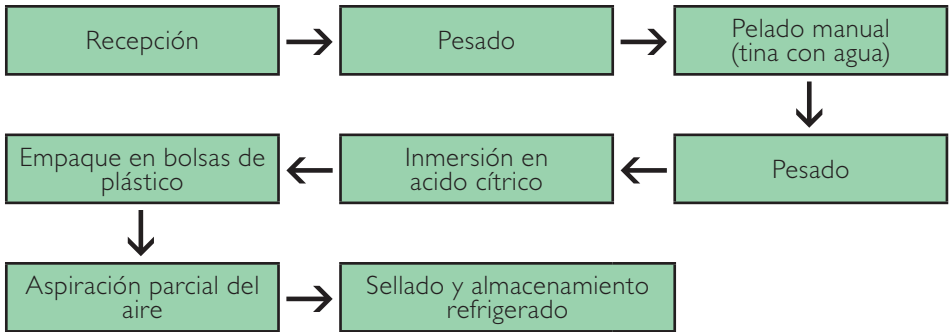 Recepción
Pesado
Pelado manual
(tina con agua)
Pesado
Inmersión en
acido cítrico
Empaque en bolsas de
plástico
Aspiración parcial del
aire
Sellado y almacenamiento
refrigerado